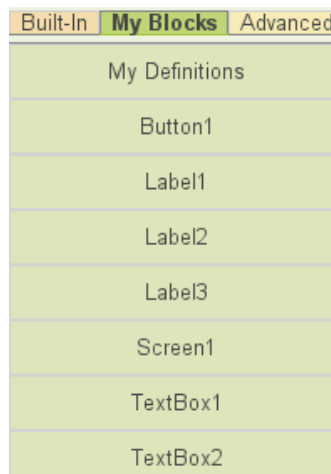 Built-In My Blocks Advanced
My Definitions
Button1
Label1
Label2
Label3
Screen1
TextBox1
TextBox2